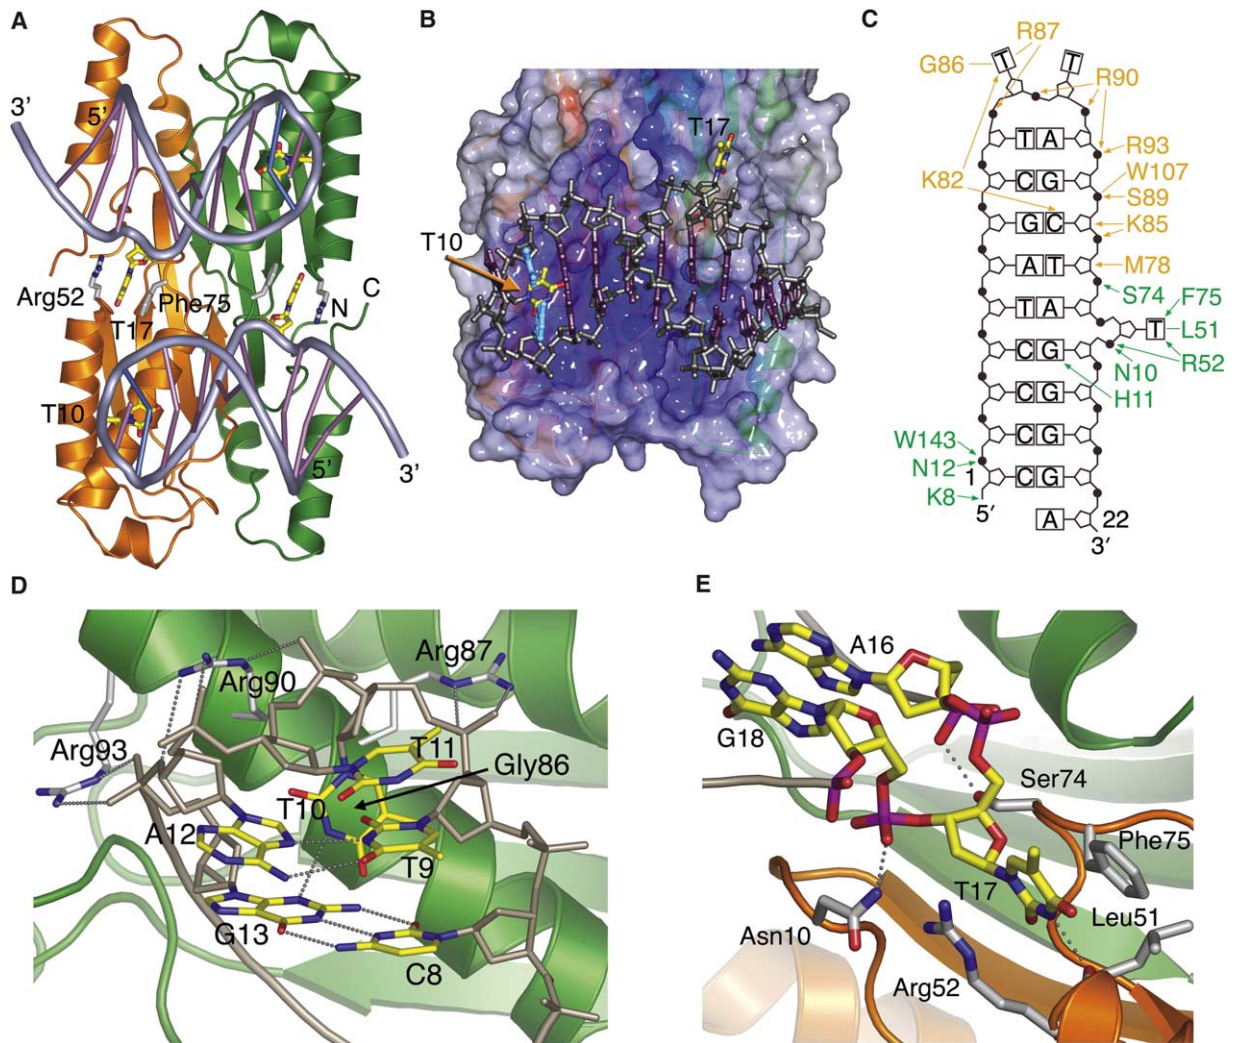 A
3’
5’
Arg52
Phe75
T17
N
C
T10
5’
3’
B
T17
T10
C
R87
G86
T
T
R90
T A
R93
W107
K82
C G
S89
G C
K85
A T
M78
S74
F75
T A
T
L51
C G
N10
R52
C G
H11
W143
C G
N12
1
C G
K8
5′
A
22
3′
D
Arg87
Arg90
Arg93
T11
Gly86
T10
A12
T9
G13
C8
E
A16
G18
Ser74
Phe75
T17
Leu51
Asn10
Arg52